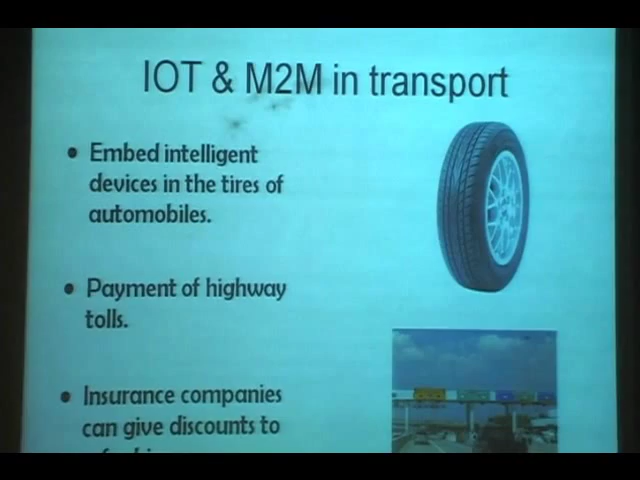 IOT & M2M in transport
• Embed intelligent
devices in the tires of
automobiles.
• Payment of highway
tolls.
• Insurance companies
can give discounts to